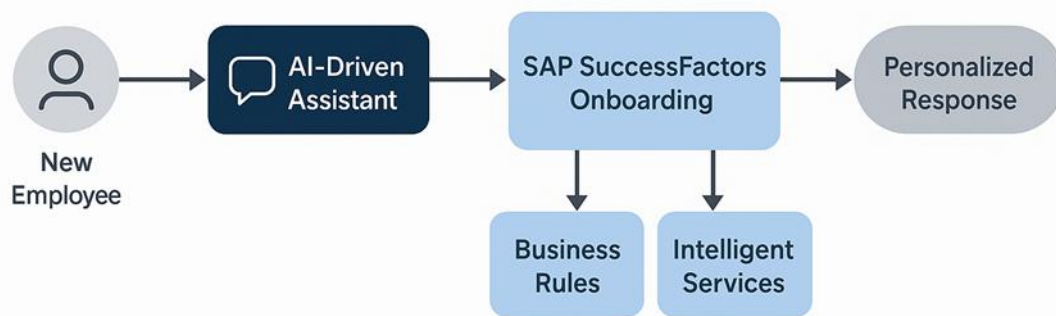 New
Employee
AI-Driven
Assistant
SAP SuccessFactors
Onboarding
Personalized
Response
Business
Rules
Intelligent
Services